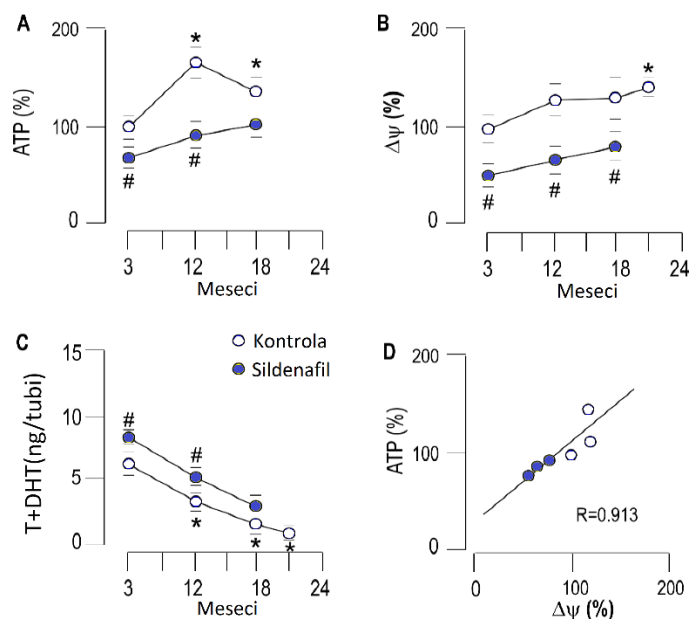 A
200
100
0
ATP (%)
*
*
#
#
3
12
18
24
Meseci
B
200
100
0
Δψ (%)
*
#
#
#
3
12
18
24
Meseci
C
15
10
5
0
T+DHT(ng/tubi)
Kontrola
Sildenafil
#
#
*
*
*
3
12
18
24
Meseci
D
200
100
0
ATP (%)
R=0.913
0
100
200
Δψ (%)